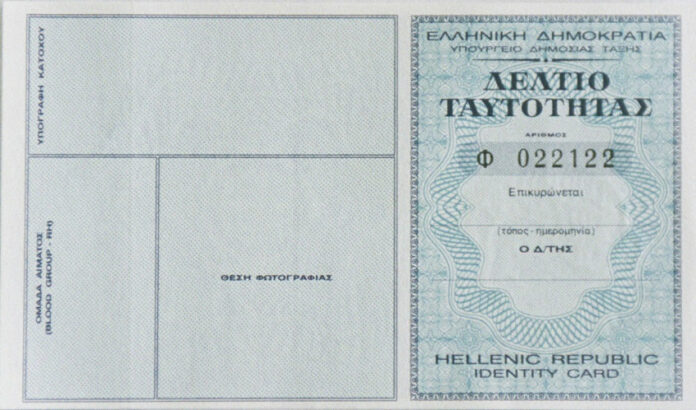 ΥΠΟΓΡΑΦΗ ΚΑΤΟΧΟΥ
ΟΜΑΔΑ ΑΙΜΑΤΟΣ
(BLOOD GROUP - RH)
ΘΕΣΗ ΦΩΤΟΓΡΑΦΙΑΣ
ΕΛΛΗΝΙΚΗ ΔΗΜΟΚΡΑΤΙΑ
ΥΠΟΥΡΓΕΙΟ ΔΗΜΟΣΙΑΣ ΤΑΞΗΣ
ΔΕΛΤΙΟ
ΤΑΥΤΟΤΗΤΑΣ
ΑΡΙΘΜΟΣ
Φ 022122
Επικυρώνεται
(τόπος - ημερομηνία)
Ο Δ/ΤΗΣ
HELLENIC REPUBLIC
IDENTITY CARD